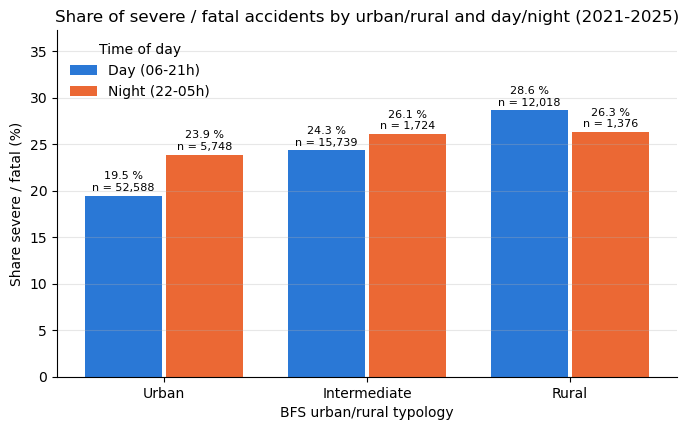 Share of severe / fatal accidents by urban/rural and day/night (2021-2025)
Time of day
Day (06-21h)
Night (22-05h)
Share severe / fatal (%)
35
30
25
20
15
10
5
0
19.5 %
n = 52,588
23.9 %
n = 5,748
24.3 %
n = 15,739
26.1 %
n = 1,724
28.6 %
n = 12,018
26.3 %
n = 1,376
Urban
Intermediate
Rural
BFS urban/rural typology